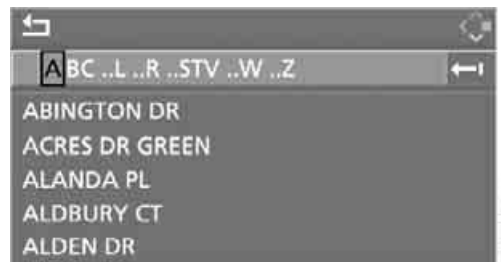 ABC ..L ..R ..STV ..W ..Z
ABINGTON DR
ACRES DR GREEN
ALANDA PL
ALDBURY CT
ALDEN DR